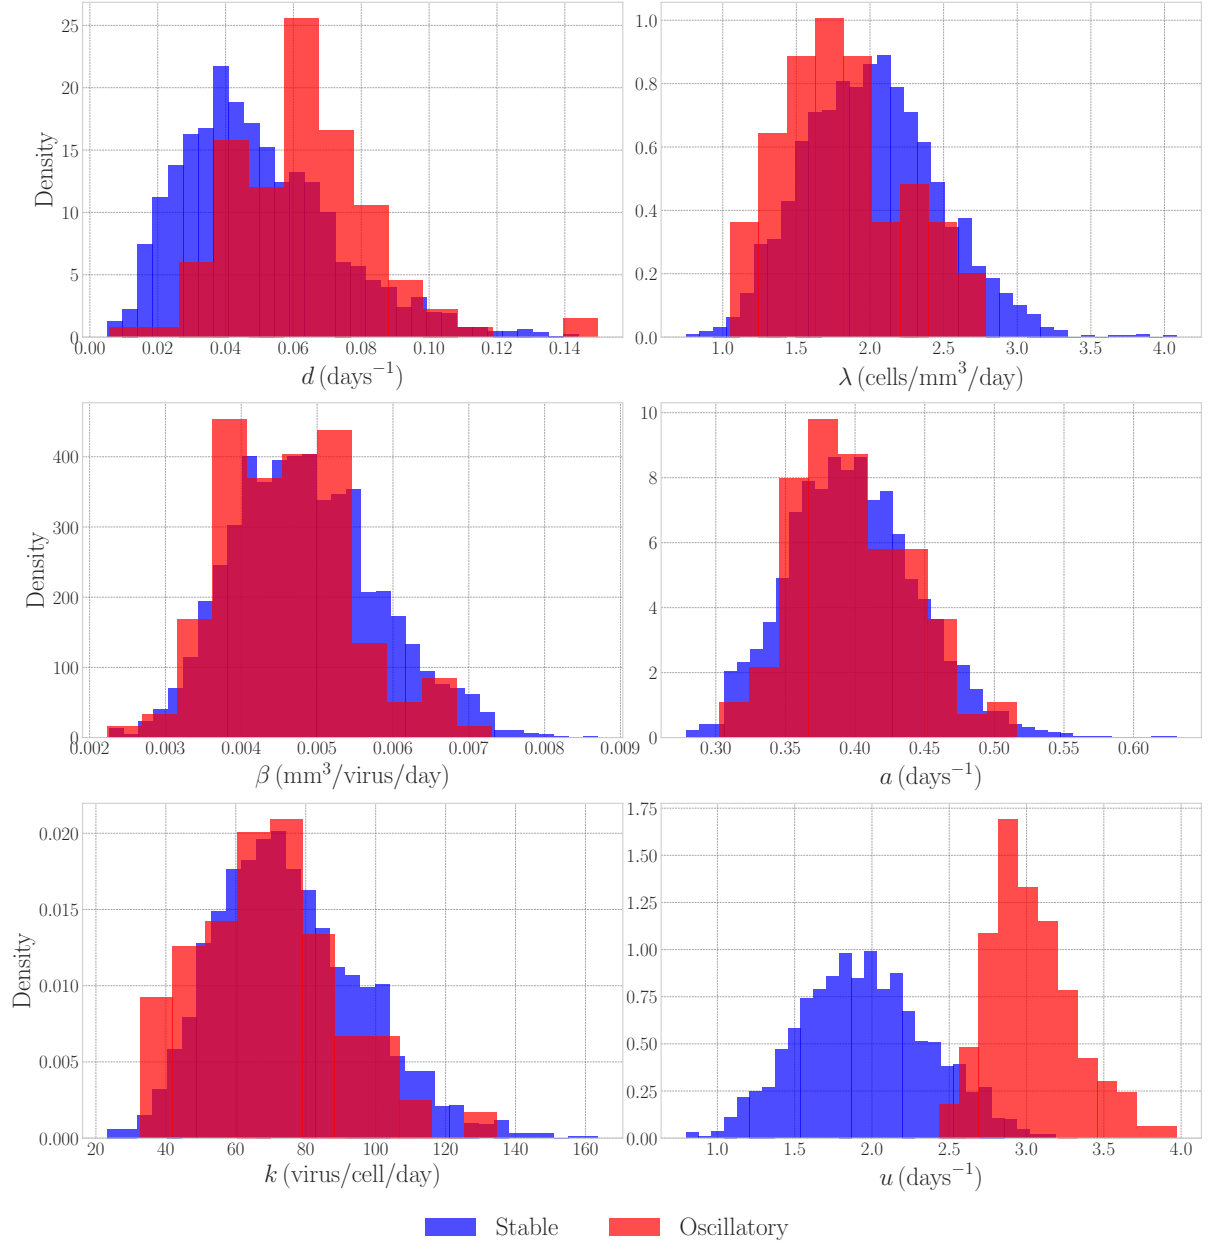 25
20
15
10
5
0
Density
0.00 0.02 0.04 0.06 0.08 0.10 0.12 0.14
d (days⁻¹)
1.0
0.8
0.6
0.4
0.2
0.0
1.0 1.5 2.0 2.5 3.0 3.5 4.0
λ (cells/mm³/day)
400
300
200
100
0
Density
0.002 0.003 0.004 0.005 0.006 0.007 0.008 0.009
β (mm³/virus/day)
10
8
6
4
2
0
0.30 0.35 0.40 0.45 0.50 0.55 0.60
a (days⁻¹)
0.020
0.015
0.010
0.005
0.000
Density
20 40 60 80 100 120 140 160
k (virus/cell/day)
1.75
1.50
1.25
1.00
0.75
0.50
0.25
0.00
1.0 1.5 2.0 2.5 3.0 3.5 4.0
u (days⁻¹)
Stable Oscillatory